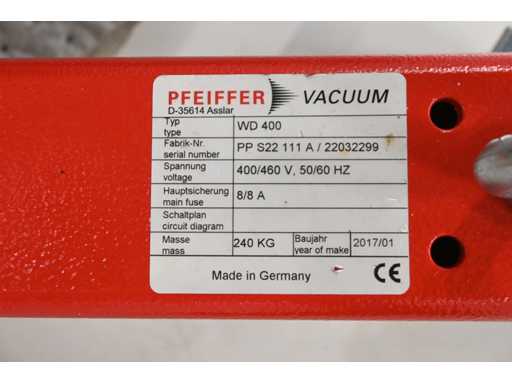 PFEIFFER VACUUM
D-35614 Asslar
Typ
type WD 400
Fabrik-Nr.
serial number PP S22 111 A / 22032299
Spannung
voltage 400/460 V, 50/60 HZ
Hauptsicherung
main fuse 8/8 A
Schaltplan
circuit diagram
Masse
mass 240 KG Baujahr
year of make 2017/01
Made in Germany CE